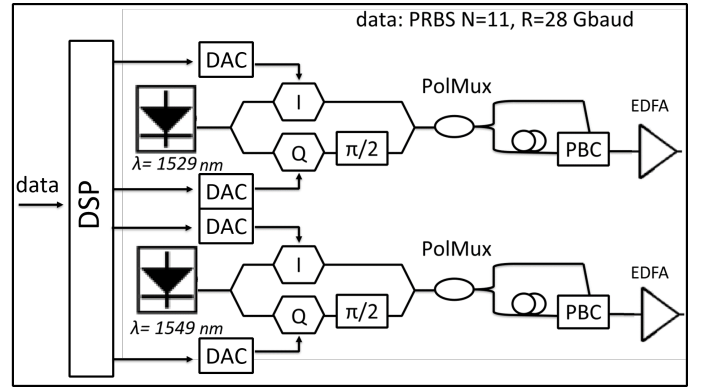 data: PRBS N=11, R=28 Gbaud
DAC
I
PolMux
EDFA
Q
π/2
PBC
λ= 1529 nm
data
DSP
DAC
DAC
I
PolMux
EDFA
Q
π/2
PBC
λ= 1549 nm
DAC